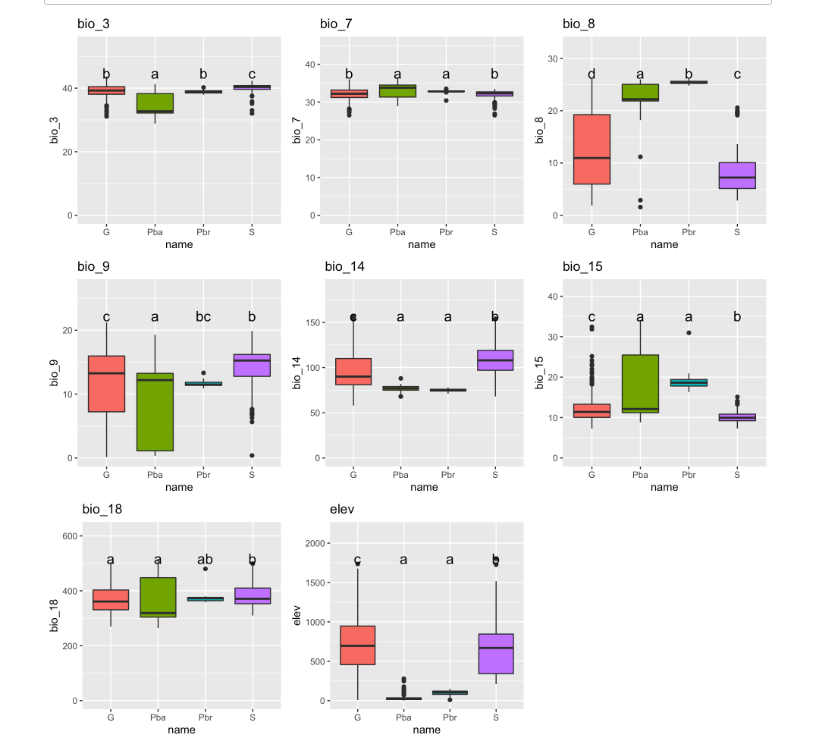 bio_3
b a b c
40
20
0
bio_3
G Pba Pbr S
name
bio_7
b a a b
40
30
20
10
0
bio_7
G Pba Pbr S
name
bio_8
d a b c
30
20
10
0
bio_8
G Pba Pbr S
name
bio_9
c a bc b
20
10
0
bio_9
G Pba Pbr S
name
bio_14
c a a b
150
100
50
0
bio_14
G Pba Pbr S
name
bio_15
c a a b
40
30
20
10
0
bio_15
G Pba Pbr S
name
bio_18
a a ab b
600
400
200
0
bio_18
G Pba Pbr S
name
elev
c a a b
2000
1500
1000
500
0
elev
G Pba Pbr S
name